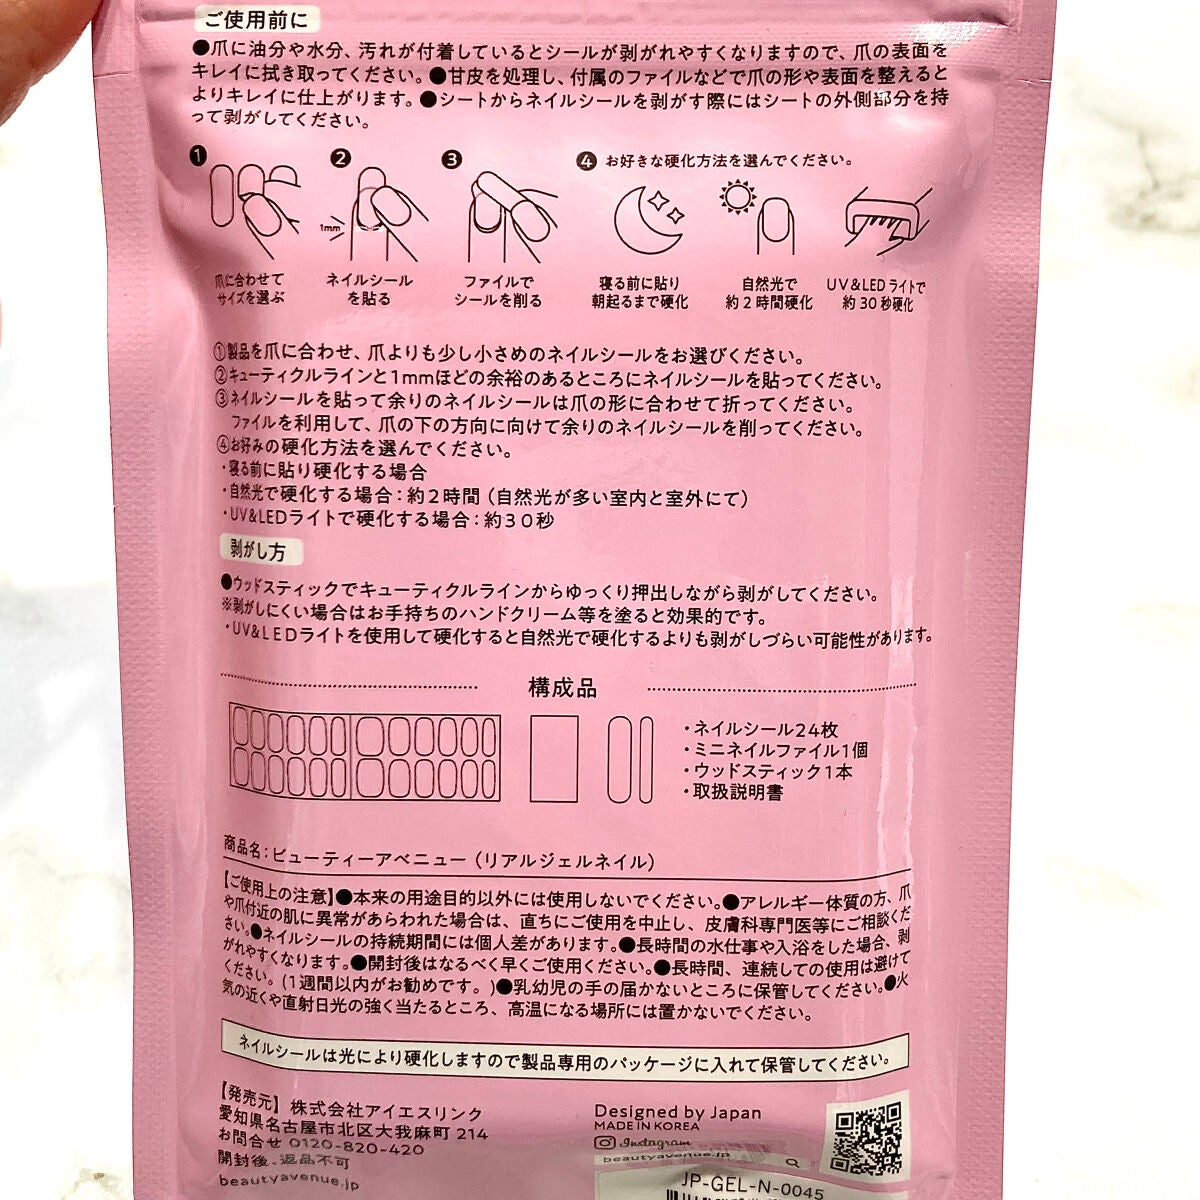 ご使用前に
●爪に油分や水分、汚れが付着しているとシールが剥がれやすくなりますので、爪の表面を
キレイに拭き取ってください。●甘皮を処理し、付属のファイルなどで爪の形や表面を整えると
よりキレイに仕上がります。●シートからネイルシールを剥がす際にはシートの外側部分を持
って剥がしてください。
❶ ❷ ❸ ❹ お好きな硬化方法を選んでください。
1mm
爪に合わせて
サイズを選ぶ
ネイルシール
を貼る
ファイルで
シールを削る
寝る前に貼り
朝起るまで硬化
自然光で
約2時間硬化
UV&LEDライトで
約30秒硬化
①製品を爪に合わせ、爪よりも少し小さめのネイルシールをお選びください。
②キューティクルラインと1mmほどの余裕のあるところにネイルシールを貼ってください。
③ネイルシールを貼って余りのネイルシールは爪の形に合わせて折ってください。
ファイルを利用して、爪の下の方向に向けて余りのネイルシールを削ってください。
④お好みの硬化方法を選んでください。
・寝る前に貼り硬化する場合
・自然光で硬化する場合：約2時間（自然光が多い室内と室外にて）
・UV&LEDライトで硬化する場合：約30秒
剥がし方
●ウッドスティックでキューティクルラインからゆっくり押出しながら剥がしてください。
※剥がしにくい場合はお手持ちのハンドクリーム等を塗ると効果的です。
・UV&LEDライトを使用して硬化すると自然光で硬化するよりも剥がしづらい可能性があります。
構成品
・ネイルシール24枚
・ミニネイルファイル1個
・ウッドスティック1本
・取扱説明書
商品名：ビューティーアベニュー（リアルジェルネイル）
【ご使用上の注意】●本来の用途目的以外には使用しないでください。●アレルギー体質の方、爪
や爪付近の肌に異常があらわれた場合は、直ちにご使用を中止し、皮膚科専門医等にご相談くだ
さい。●ネイルシールの持続期間には個人差があります。●長時間の水仕事や入浴をした場合、剥
がれやすくなります。●開封後はなるべく早くご使用ください。●長時間、連続しての使用は避けて
ください。(1週間以内がお勧めです。)●乳幼児の手の届かないところに保管してください。●火
気の近くや直射日光の強く当たるところ、高温になる場所には置かないでください。
ネイルシールは光により硬化しますので製品専用のパッケージに入れて保管してください。
【発売元】株式会社アイエスリンク
愛知県名古屋市北区大我麻町214
お問合せ 0120-820-420
開封後、返品不可
beautyavenue.jp
Designed by Japan
MADE IN KOREA
Instagram
beautyavenue.jp_
JP-GEL-N-0045